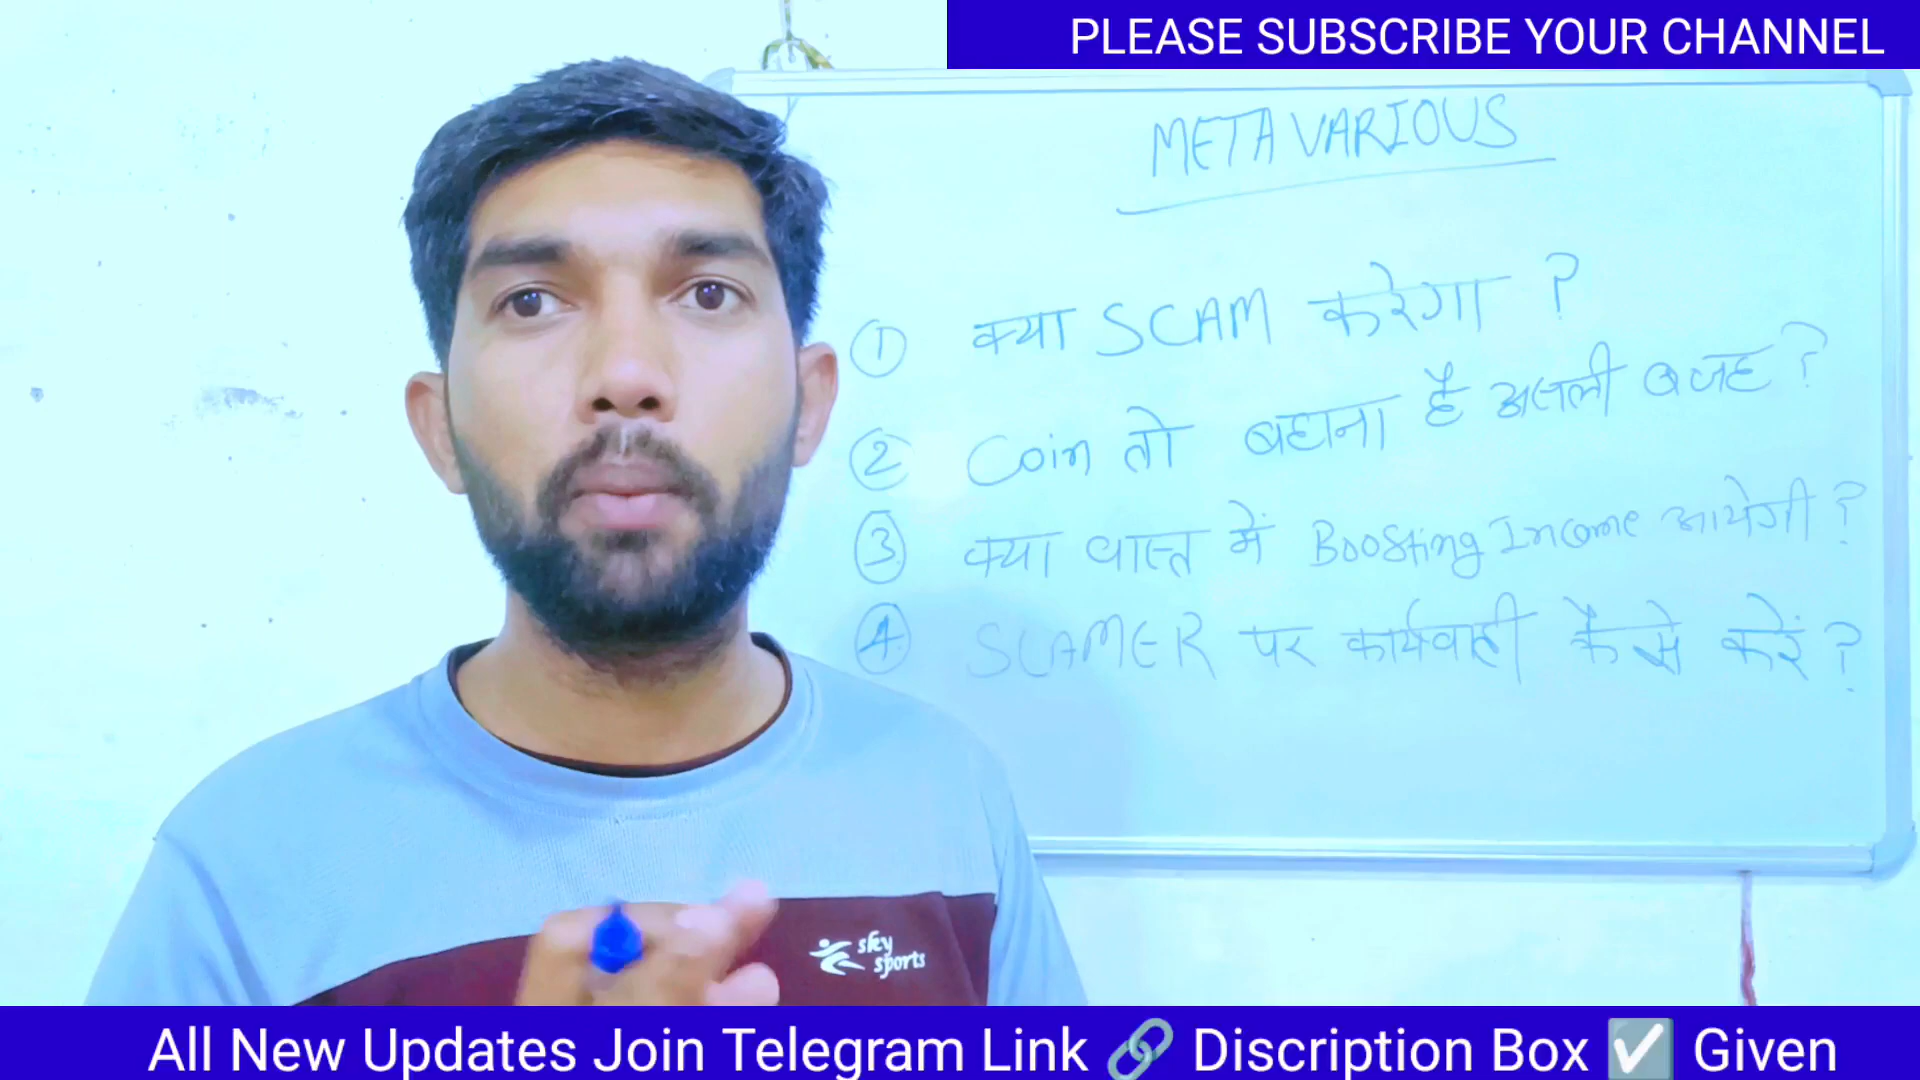 PLEASE SUBSCRIBE YOUR CHANNEL
META VARIOUS
① क्या SCAM करेगा ?
② Coin तो बहाना है असली वजह ?
③ क्या वास्त में Boosting Income आयेगी ?
④ SCAMER पर कार्यवाही कैसे करें ?
sky
sports
All New Updates Join Telegram Link 🔗 Discription Box ☑️ Given